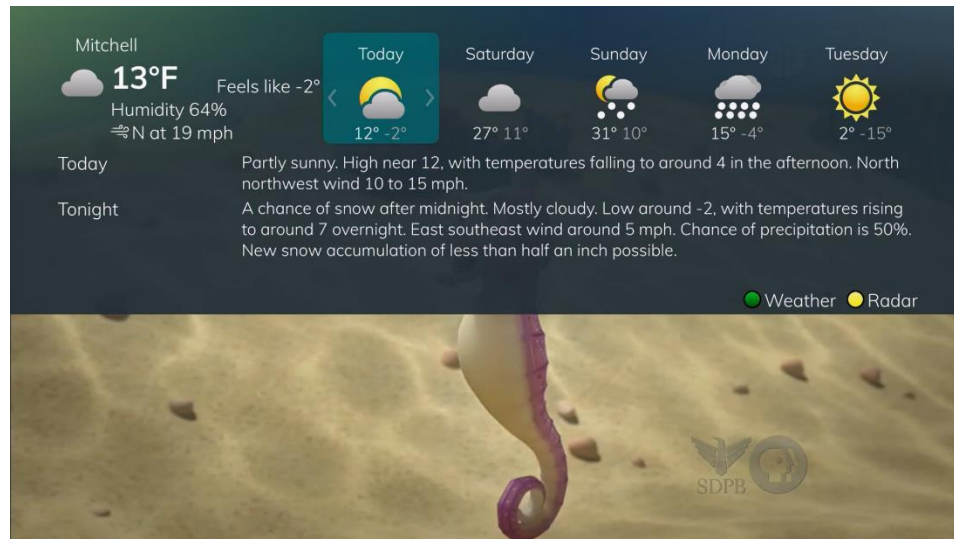 Mitchell
13°F
Feels like -2°
Humidity 64%
N at 19 mph
Today
12° -2°
Saturday
27° 11°
Sunday
31° 10°
Monday
15° -4°
Tuesday
2° -15°
Today
Partly sunny. High near 12, with temperatures falling to around 4 in the afternoon. North
northwest wind 10 to 15 mph.
Tonight
A chance of snow after midnight. Mostly cloudy. Low around -2, with temperatures rising
to around 7 overnight. East southeast wind around 5 mph. Chance of precipitation is 50%.
New snow accumulation of less than half an inch possible.
Weather
Radar
SDPB